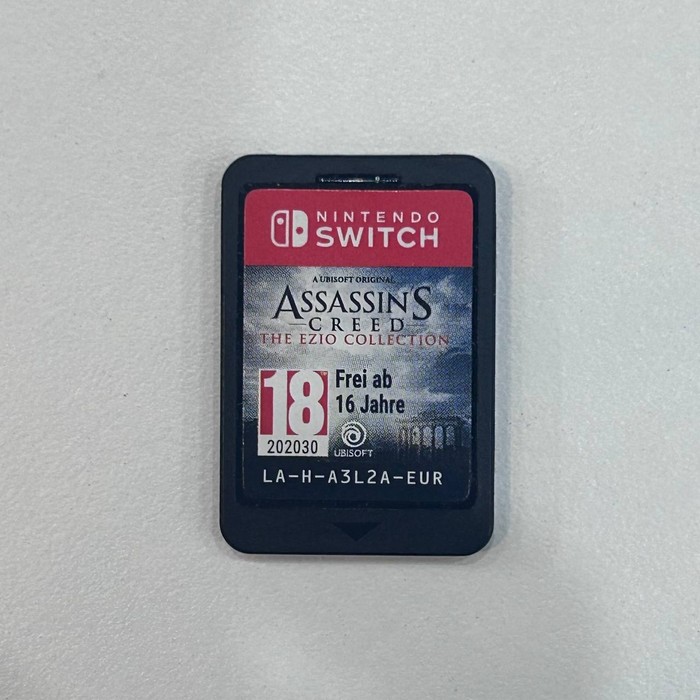 NINTENDO
SWITCH
A UBISOFT ORIGINAL
ASSASSIN'S
CREED
THE EZIO COLLECTION
18
202030
Frei ab
16 Jahre
UBISOFT
LA-H-A3L2A-EUR